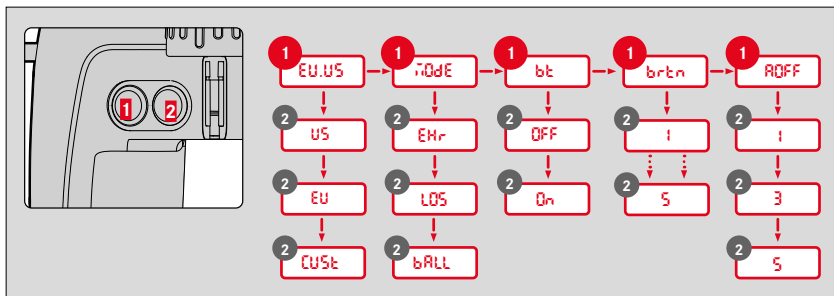 1 1 1 1 1
EU.US MODE bt brtn AOFF
1 2
2 2 2 2 2
US EHr OFF 1 1
2 2 2 2 2
EU LOS On 5 3
2 2 2
CUSt bALL 5